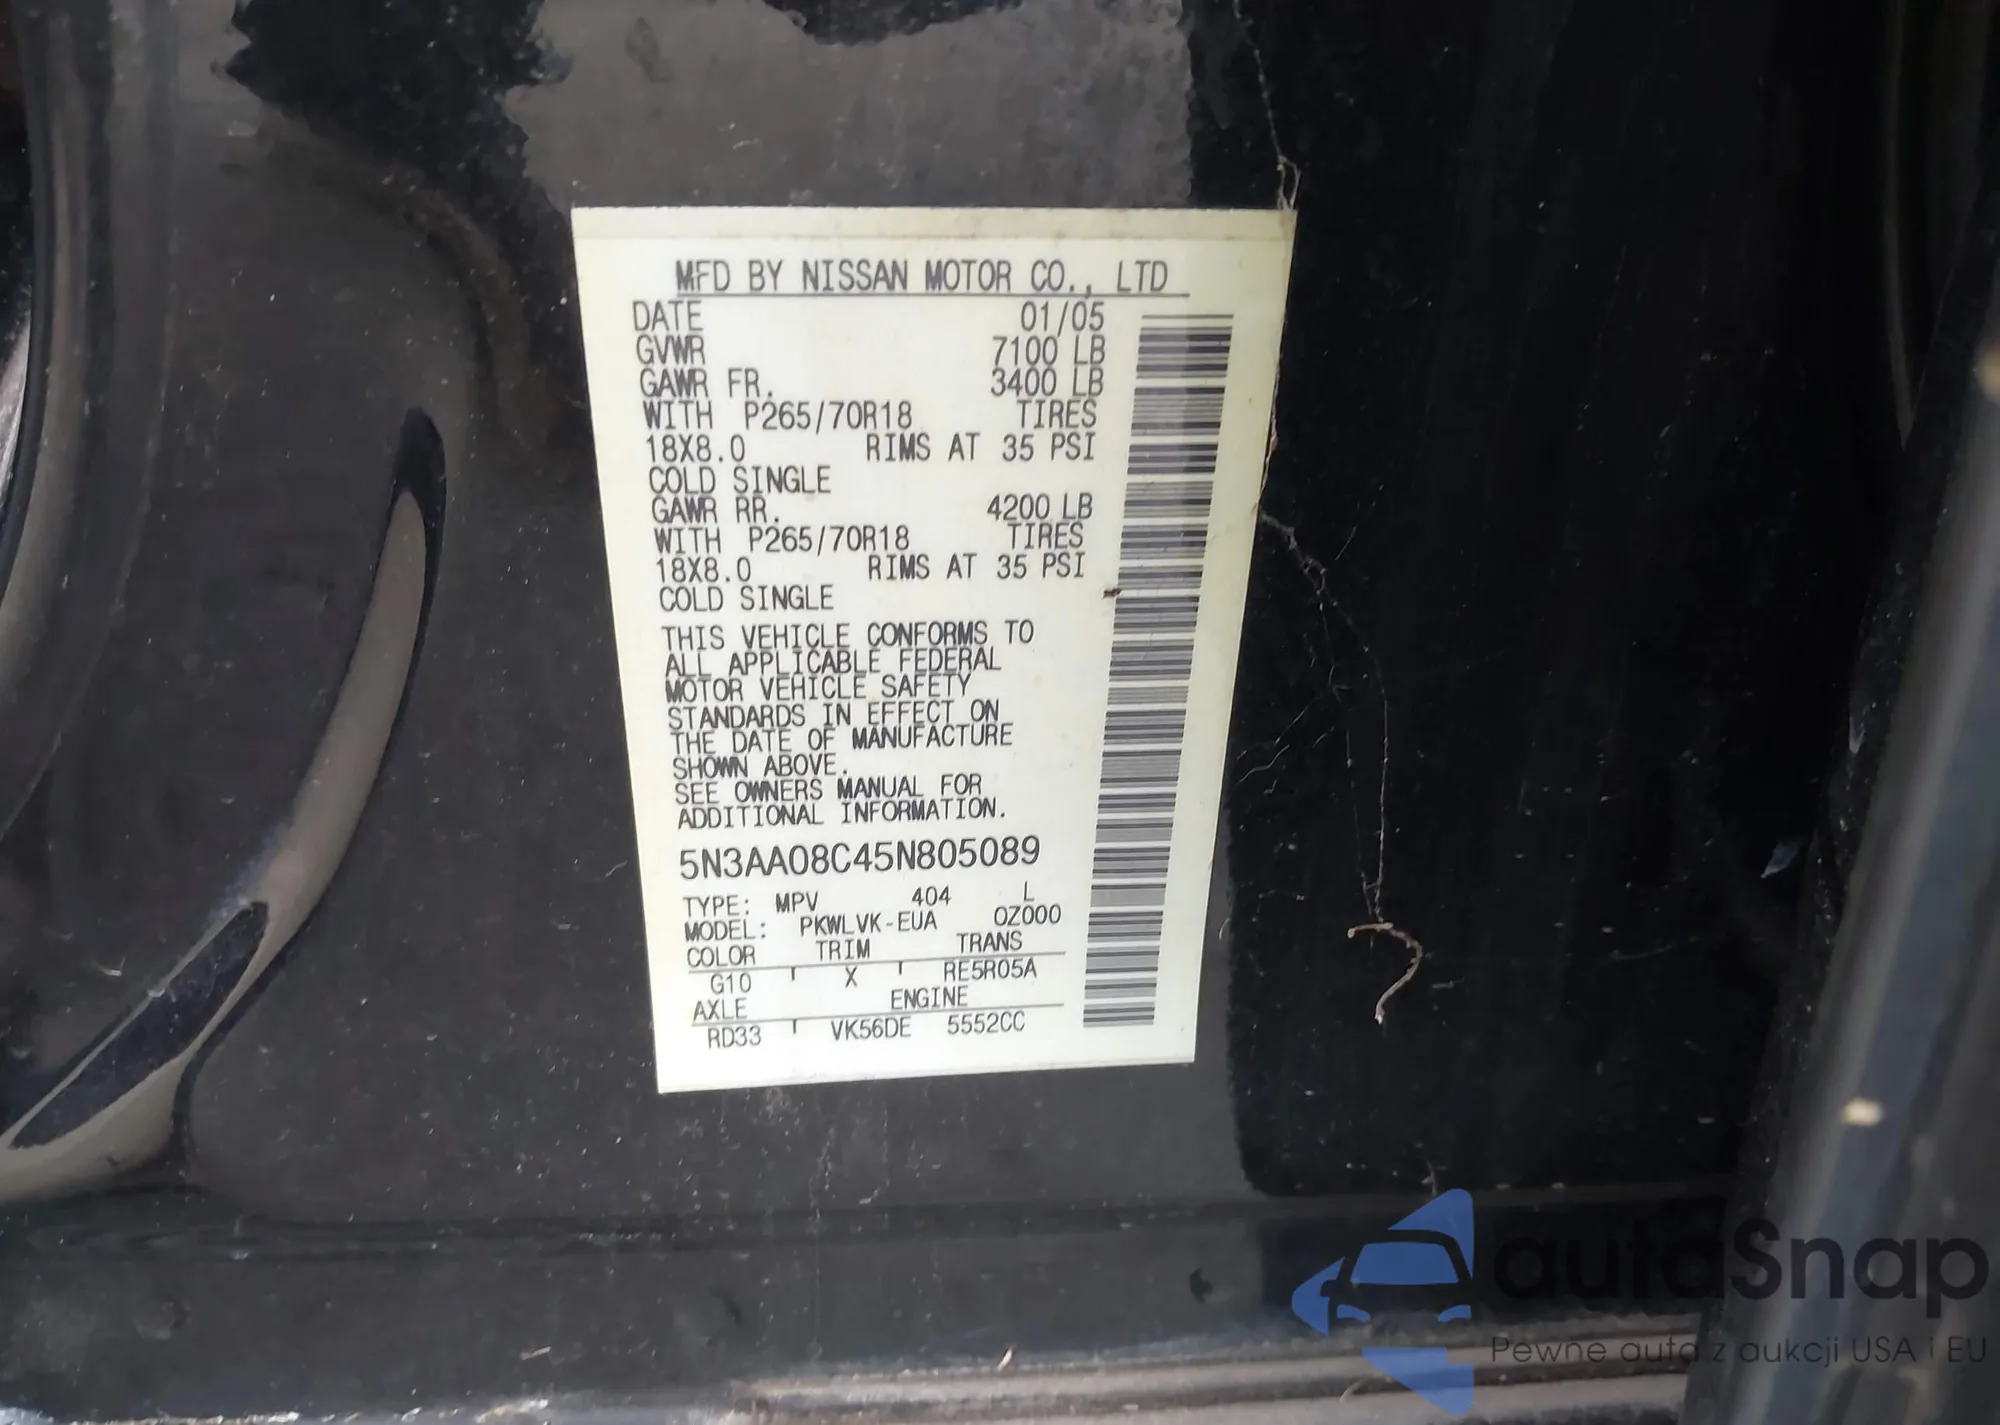 MFD BY NISSAN MOTOR CO., LTD
DATE 01/05
GVWR 7100 LB
GAWR FR. 3400 LB
WITH P265/70R18 TIRES
18X8.0 RIMS AT 35 PSI
COLD SINGLE
GAWR RR. 4200 LB
WITH P265/70R18 TIRES
18X8.0 RIMS AT 35 PSI
COLD SINGLE
THIS VEHICLE CONFORMS TO
ALL APPLICABLE FEDERAL
MOTOR VEHICLE SAFETY
STANDARDS IN EFFECT ON
THE DATE OF MANUFACTURE
SHOWN ABOVE.
SEE OWNERS MANUAL FOR
ADDITIONAL INFORMATION.
5N3AA08C45N805089
TYPE: MPV 404 L
MODEL: PKWLVK-EUA 0Z000
COLOR TRIM TRANS
G10 X RE5R05A
AXLE ENGINE
RD33 VK56DE 5552CC
autaSnap
Pewne auta z aukcji USA i EU